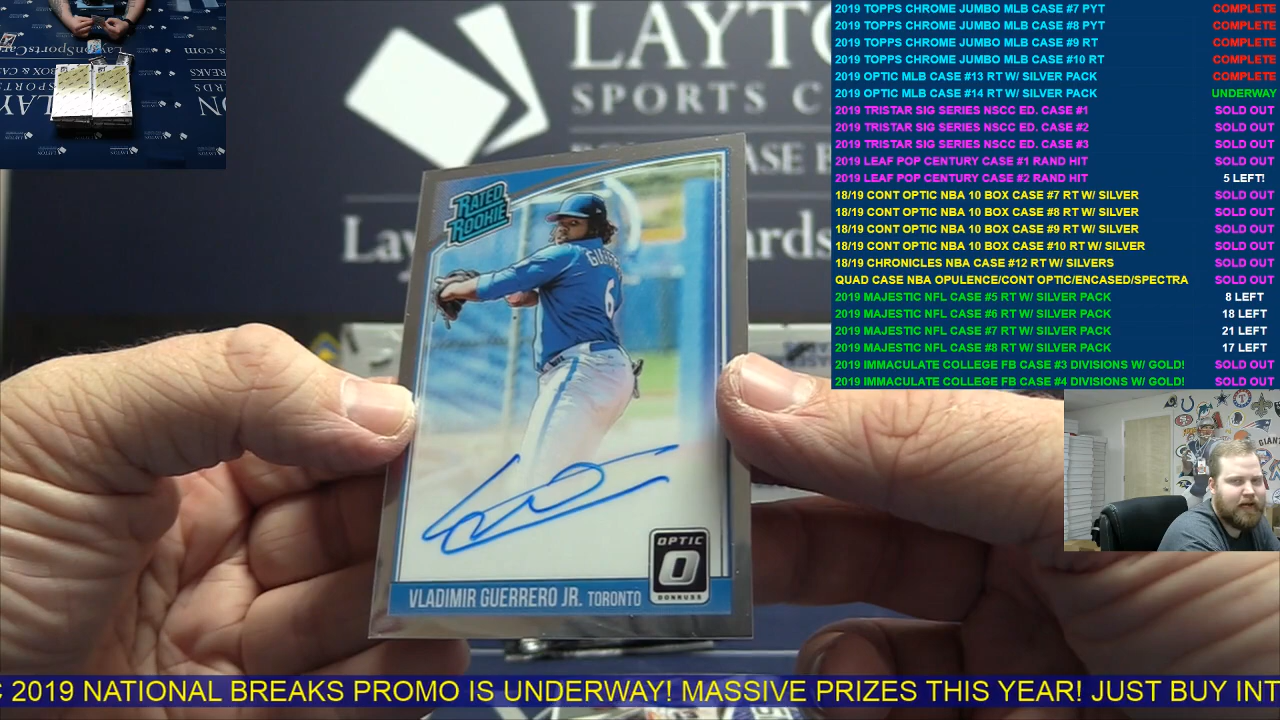 2019 TOPPS CHROME JUMBO MLB CASE #7 PYT COMPLETE
2019 TOPPS CHROME JUMBO MLB CASE #8 PYT COMPLETE
2019 TOPPS CHROME JUMBO MLB CASE #9 RT COMPLETE
2019 TOPPS CHROME JUMBO MLB CASE #10 RT COMPLETE
2019 OPTIC MLB CASE #13 RT W/ SILVER PACK COMPLETE
2019 OPTIC MLB CASE #14 RT W/ SILVER PACK UNDERWAY
2019 TRISTAR SIG SERIES NSCC ED. CASE #1 SOLD OUT
2019 TRISTAR SIG SERIES NSCC ED. CASE #2 SOLD OUT
2019 TRISTAR SIG SERIES NSCC ED. CASE #3 SOLD OUT
2019 LEAF POP CENTURY CASE #1 RAND HIT SOLD OUT
2019 LEAF POP CENTURY CASE #2 RAND HIT 5 LEFT!
18/19 CONT OPTIC NBA 10 BOX CASE #7 RT W/ SILVER SOLD OUT
18/19 CONT OPTIC NBA 10 BOX CASE #8 RT W/ SILVER SOLD OUT
18/19 CONT OPTIC NBA 10 BOX CASE #9 RT W/ SILVER SOLD OUT
18/19 CONT OPTIC NBA 10 BOX CASE #10 RT W/ SILVER SOLD OUT
18/19 CHRONICLES NBA CASE #12 RT W/ SILVERS SOLD OUT
QUAD CASE NBA OPULENCE/CONT OPTIC/ENCASED/SPECTRA SOLD OUT
2019 MAJESTIC NFL CASE #5 RT W/ SILVER PACK 8 LEFT
2019 MAJESTIC NFL CASE #6 RT W/ SILVER PACK 18 LEFT
2019 MAJESTIC NFL CASE #7 RT W/ SILVER PACK 21 LEFT
2019 MAJESTIC NFL CASE #8 RT W/ SILVER PACK 17 LEFT
2019 IMMACULATE COLLEGE FB CASE #3 DIVISIONS W/ GOLD! SOLD OUT
2019 IMMACULATE COLLEGE FB CASE #4 DIVISIONS W/ GOLD! SOLD OUT
LAYTO
SPORTS C
Lay
rds
RATED
ROOKIE
6
OPTIC
O
DONRUSS
VLADIMIR GUERRERO JR. TORONTO
C 2019 NATIONAL BREAKS PROMO IS UNDERWAY! MASSIVE PRIZES THIS YEAR! JUST BUY INT